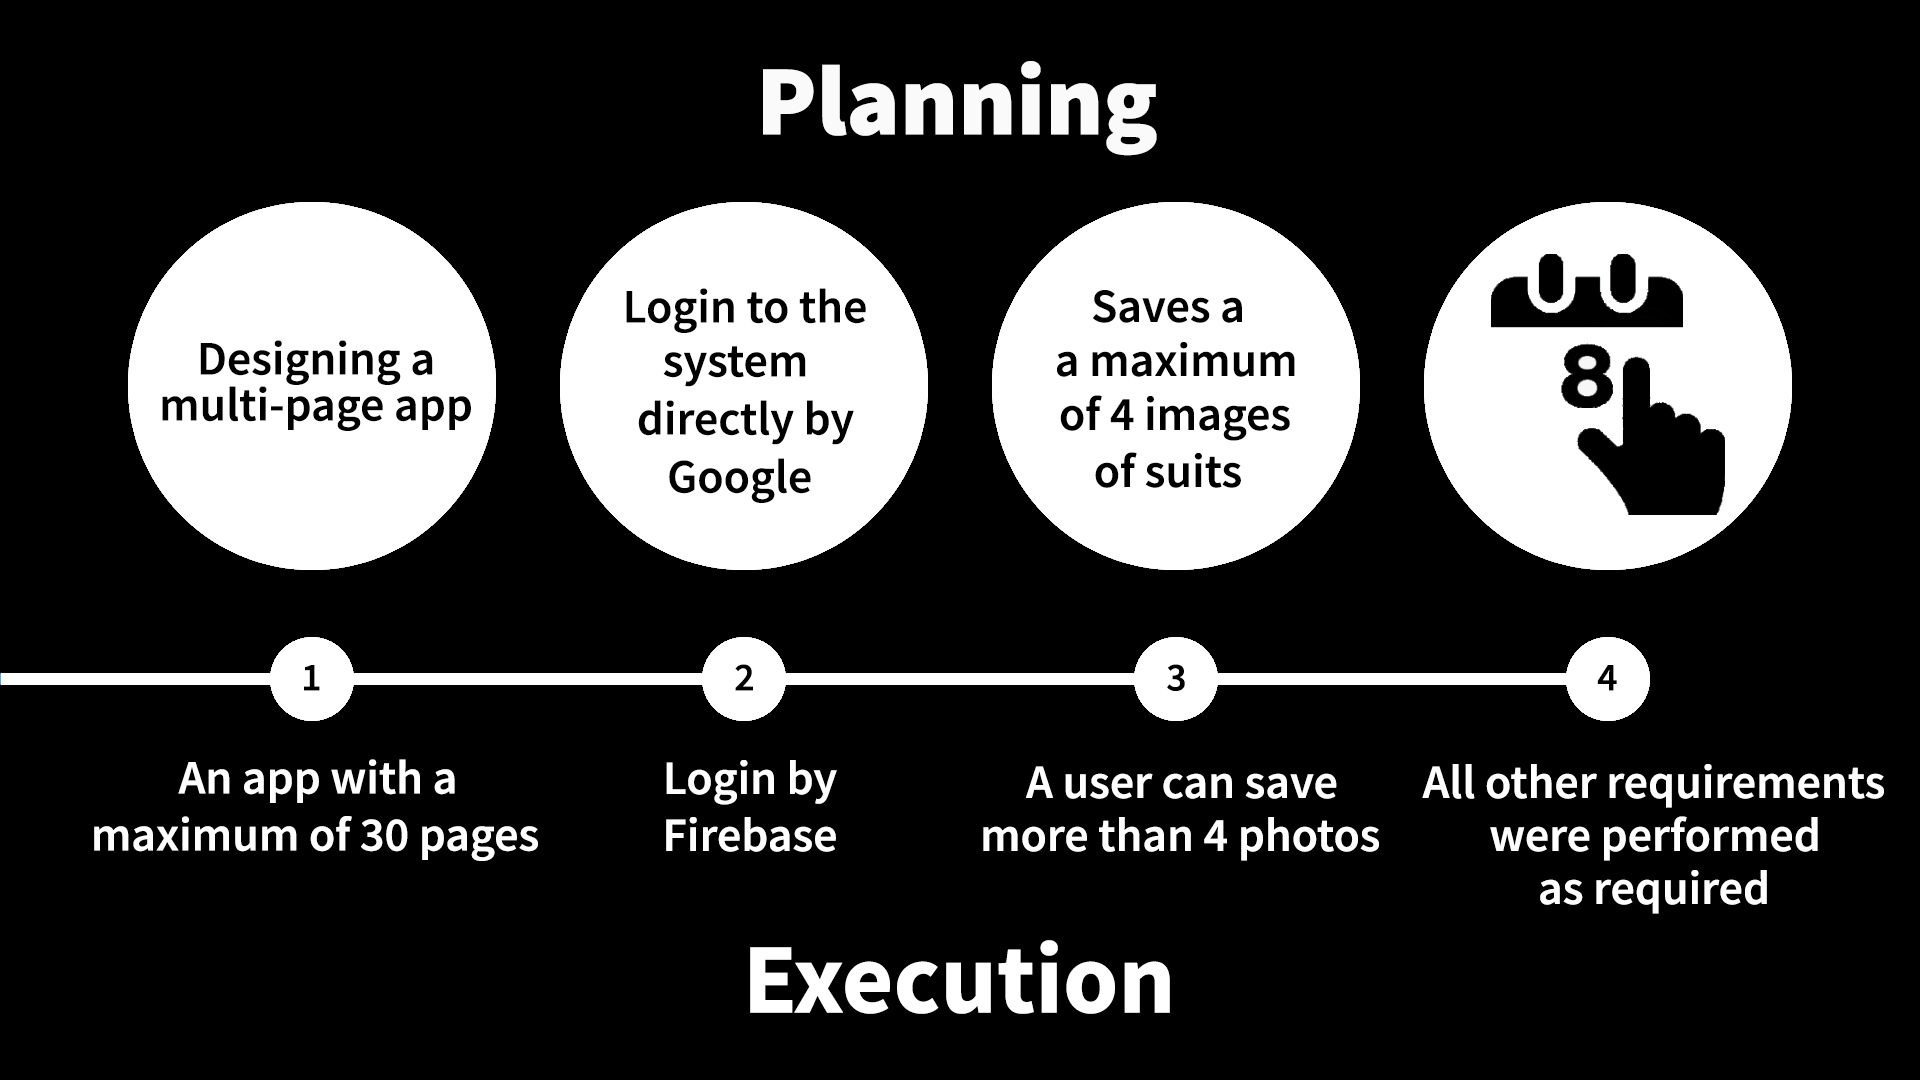 Planning
Designing a
multi-page app
Login to the
system
directly by
Google
Saves a
a maximum
of 4 images
of suits
8
1
2
3
4
An app with a
maximum of 30 pages
Login by
Firebase
A user can save
more than 4 photos
All other requirements
were performed
as required
Execution